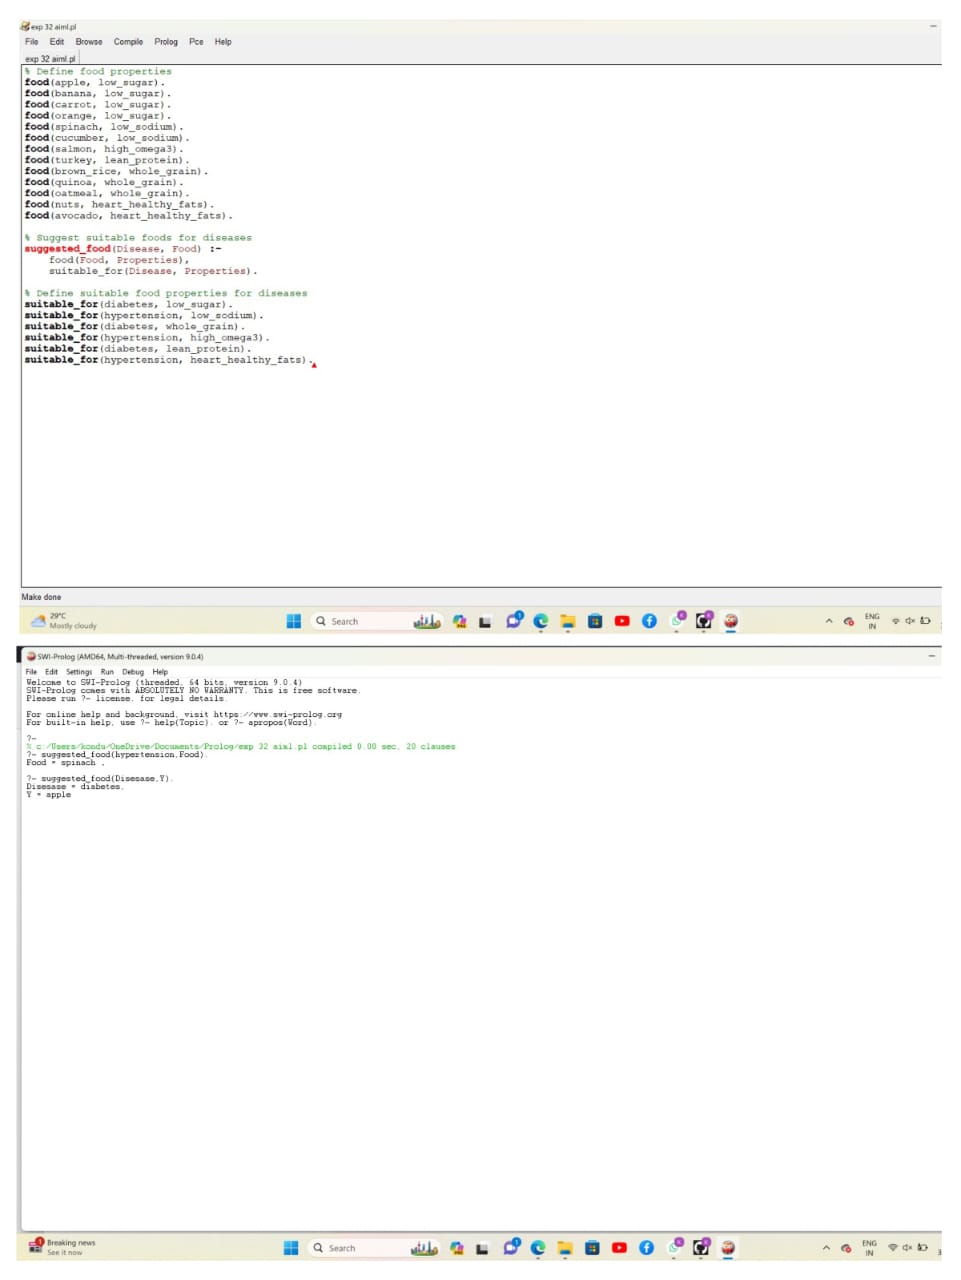 exp 32 aiml.pl
File Edit Browse Compile Prolog Pce Help
exp 32 aiml.pl
% Define food properties
food(apple, low_sugar).
food(banana, low_sugar).
food(carrot, low_sugar).
food(orange, low_sugar).
food(spinach, low_sodium).
food(cucumber, low_sodium).
food(salmon, high_omega3).
food(turkey, lean_protein).
food(brown_rice, whole_grain).
food(quinoa, whole_grain).
food(oatmeal, whole_grain).
food(nuts, heart_healthy_fats).
food(avocado, heart_healthy_fats).
% Suggest suitable foods for diseases
suggested_food(Disease, Food) :-
food(Food, Properties),
suitable_for(Disease, Properties).
% Define suitable food properties for diseases
suitable_for(diabetes, low_sugar).
suitable_for(hypertension, low_sodium).
suitable_for(diabetes, whole_grain).
suitable_for(hypertension, high_omega3).
suitable_for(diabetes, lean_protein).
suitable_for(hypertension, heart_healthy_fats).
Make done
29°C
Mostly cloudy
Search
ENG
IN
SWI-Prolog (AMD64, Multi-threaded, version 9.0.4)
File Edit Settings Run Debug Help
Welcome to SWI-Prolog (threaded, 64 bits, version 9.0.4)
SWI-Prolog comes with ABSOLUTELY NO WARRANTY. This is free software.
Please run ?- license. for legal details.
For online help and background, visit https://www.swi-prolog.org
For built-in help, use ?- help(Topic). or ?- apropos(Word).
?-
% c:/Users/kondu/OneDrive/Documents/Prolog/exp 32 aiml.pl compiled 0.00 sec, 20 clauses
?- suggested_food(hypertension,Food).
Food = spinach .
?- suggested_food(Disesase,Y).
Disesase = diabetes,
Y = apple
Breaking news
See it now
Search
ENG
IN